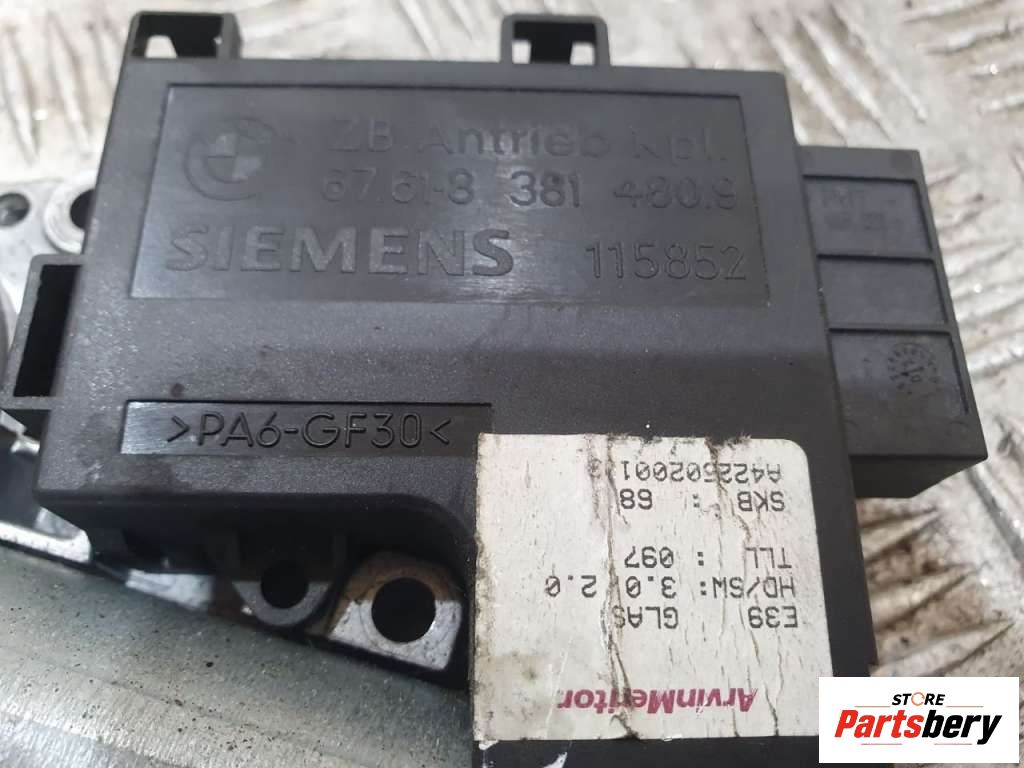 ZB Antrieb Kpl.
67.61-8 381 480.9
SIEMENS 115852
>PA6-GF30<
ArvinMeritor
E39 GLAS
HD/SW: 3.0 2.0
TLL : 097
SKB : 68
STORE
Partsbery